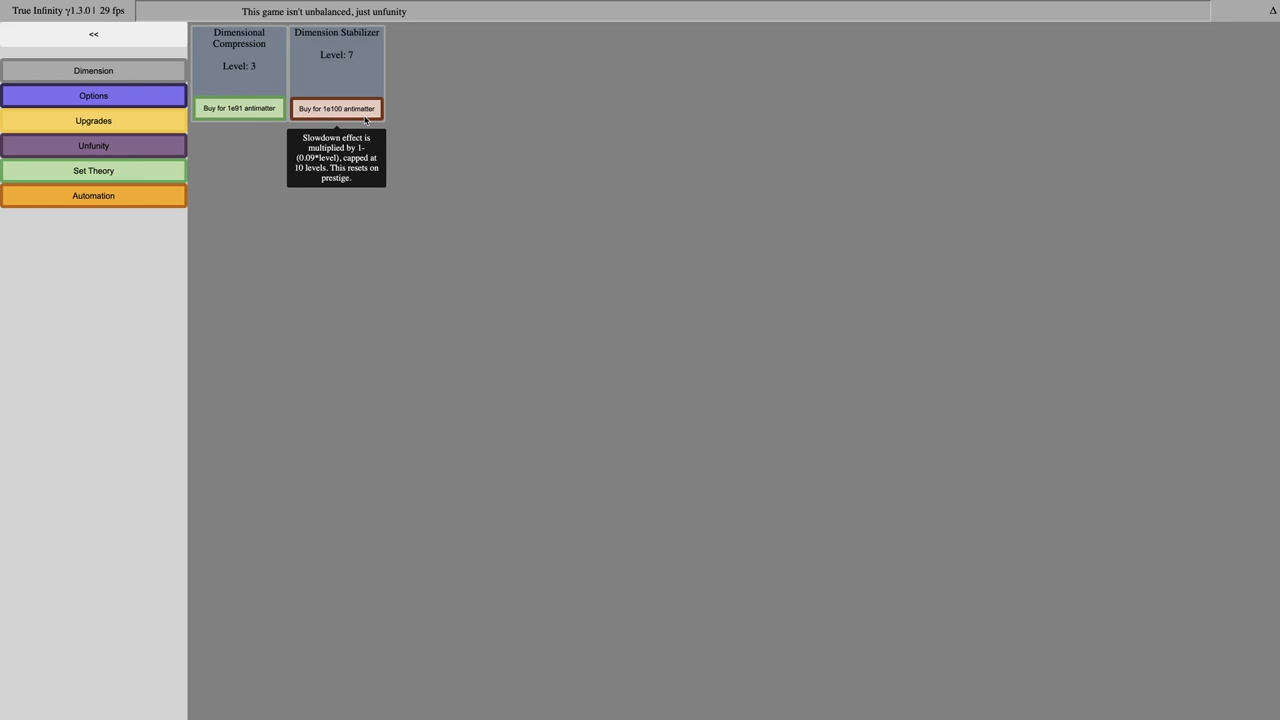 True Infinity γ1.3.0 | 29 fps
This game isn't unbalanced, just unfunity
Δ
<<
Dimension
Options
Upgrades
Unfunity
Set Theory
Automation
Dimensional
Compression
Level: 3
Buy for 1e91 antimatter
Dimension Stabilizer
Level: 7
Buy for 1e100 antimatter
Slowdown effect is
multiplied by 1-
(0.09*level), capped at
10 levels. This resets on
prestige.